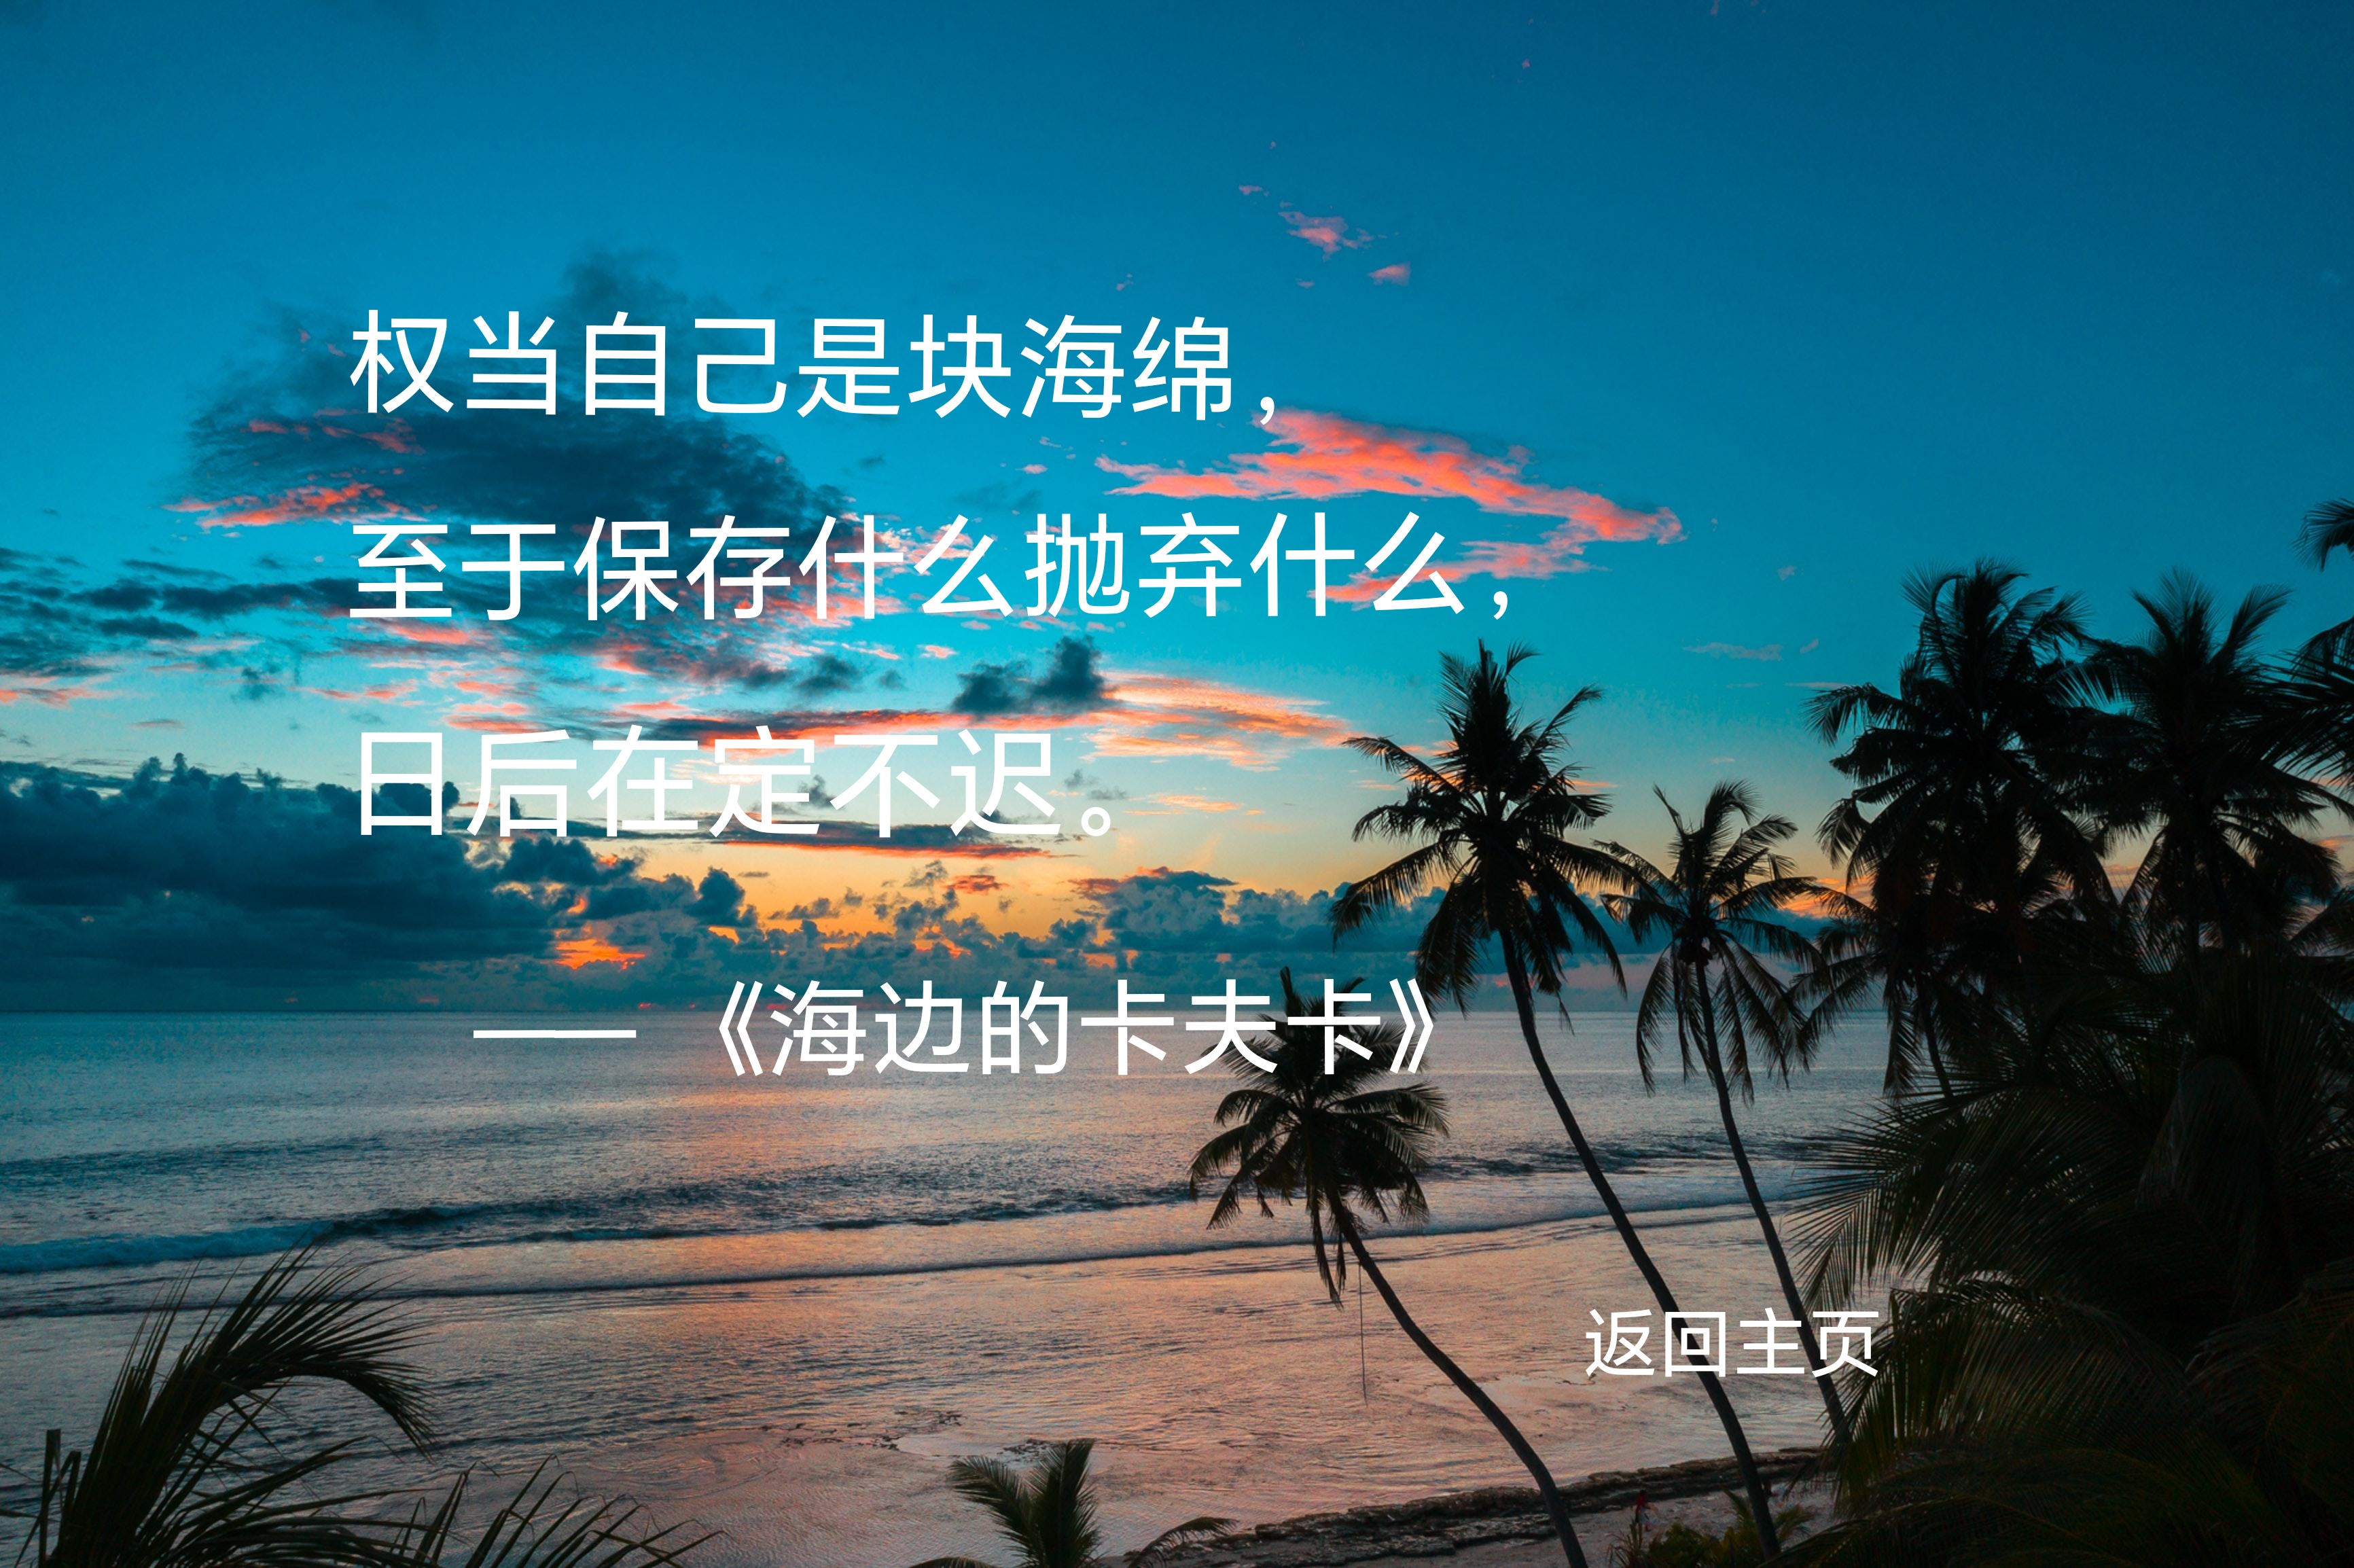 权当自己是块海绵，
至于保存什么抛弃什么，
日后在定不迟。
——《海边的卡夫卡》
返回主页